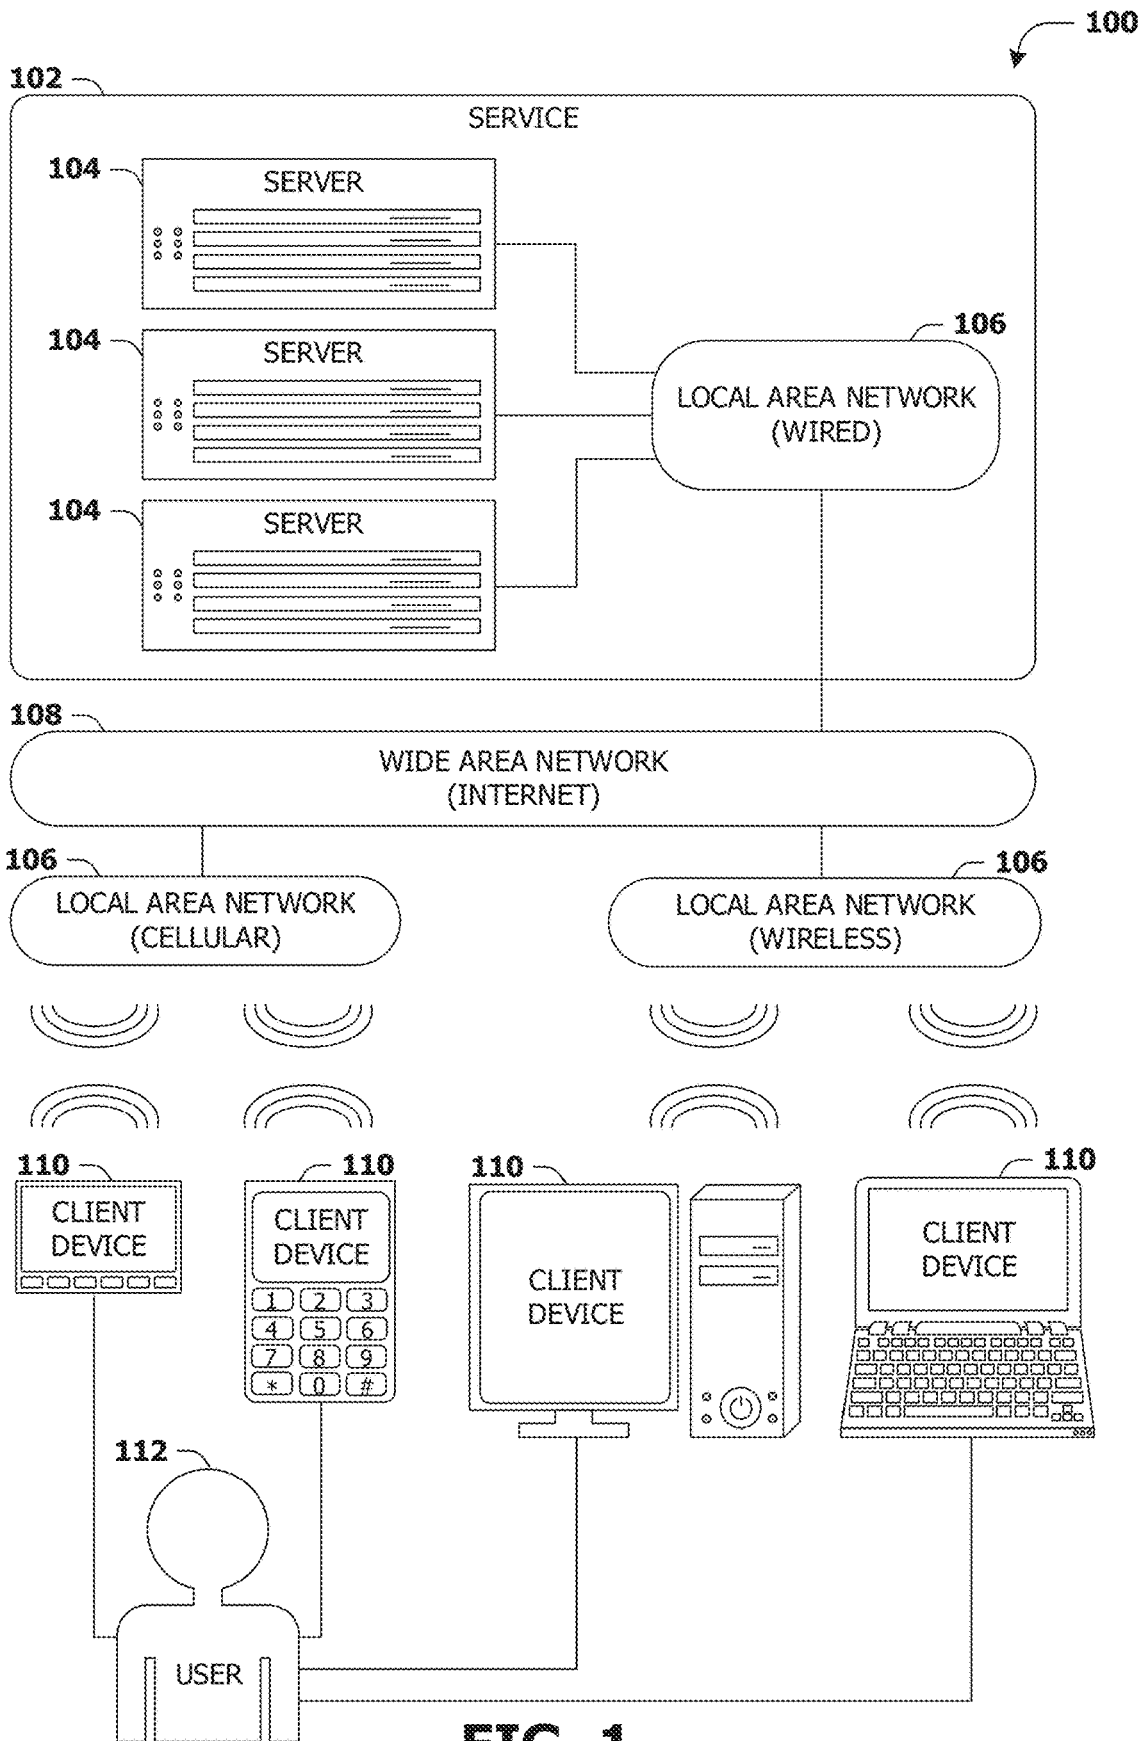 100
102
SERVICE
104
SERVER
104
SERVER
106
LOCAL AREA NETWORK
(WIRED)
104
SERVER
108
WIDE AREA NETWORK
(INTERNET)
106
LOCAL AREA NETWORK
(CELLULAR)
106
LOCAL AREA NETWORK
(WIRELESS)
110
CLIENT
DEVICE
110
CLIENT
DEVICE
1 2 3
4 5 6
7 8 9
* 0 #
110
CLIENT
DEVICE
110
CLIENT
DEVICE
112
USER
FIG. 1